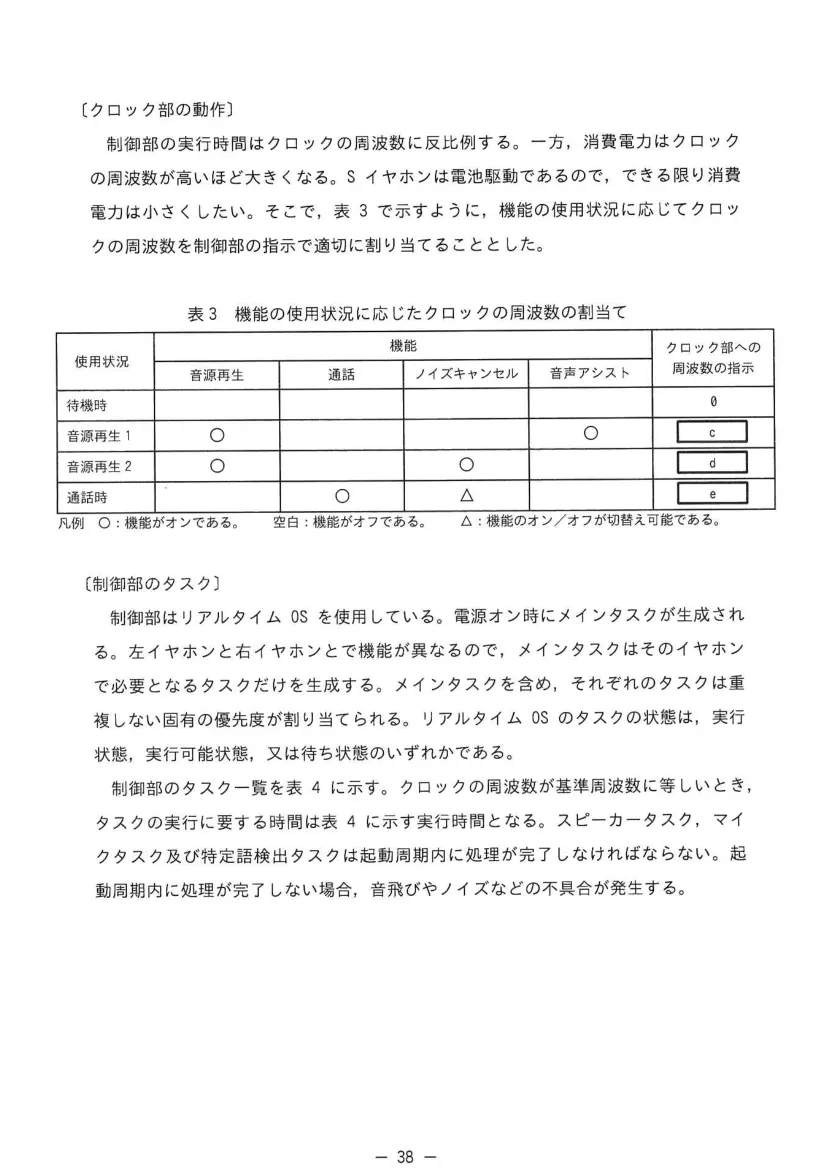 〔クロック部の動作〕
制御部の実行時間はクロックの周波数に反比例する。一方，消費電力はクロック
の周波数が高いほど大きくなる。S イヤホンは電池駆動であるので，できる限り消費
電力は小さくしたい。そこで，表 3 で示すように，機能の使用状況に応じてクロッ
クの周波数を制御部の指示で適切に割り当てることとした。
表 3　機能の使用状況に応じたクロックの周波数の割当て
使用状況 機能 クロック部への
周波数の指示
音源再生 通話 ノイズキャンセル 音声アシスト
待機時 0
音源再生 1 ○ ○ c
音源再生 2 ○ ○ d
通話時 ○ △ e
凡例　○：機能がオンである。　空白：機能がオフである。　△：機能のオン／オフが切替え可能である。
〔制御部のタスク〕
制御部はリアルタイム OS を使用している。電源オン時にメインタスクが生成され
る。左イヤホンと右イヤホンとで機能が異なるので，メインタスクはそのイヤホン
で必要となるタスクだけを生成する。メインタスクを含め，それぞれのタスクは重
複しない固有の優先度が割り当てられる。リアルタイム OS のタスクの状態は，実行
状態，実行可能状態，又は待ち状態のいずれかである。
制御部のタスク一覧を表 4 に示す。クロックの周波数が基準周波数に等しいとき，
タスクの実行に要する時間は表 4 に示す実行時間となる。スピーカータスク，マイ
クタスク及び特定語検出タスクは起動周期内に処理が完了しなければならない。起
動周期内に処理が完了しない場合，音飛びやノイズなどの不具合が発生する。
－ 38 －